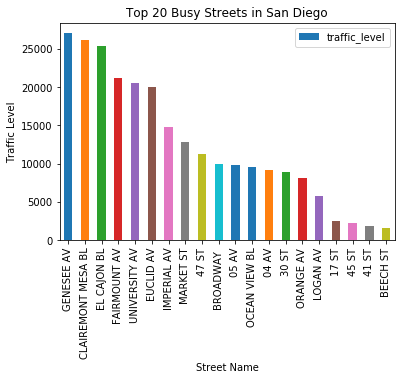 Top 20 Busy Streets in San Diego
traffic_level
Traffic Level
25000
20000
15000
10000
5000
0
GENESEE AV
CLAIREMONT MESA BL
EL CAJON BL
FAIRMOUNT AV
UNIVERSITY AV
EUCLID AV
IMPERIAL AV
MARKET ST
47 ST
BROADWAY
05 AV
OCEAN VIEW BL
04 AV
30 ST
ORANGE AV
LOGAN AV
17 ST
45 ST
41 ST
BEECH ST
Street Name